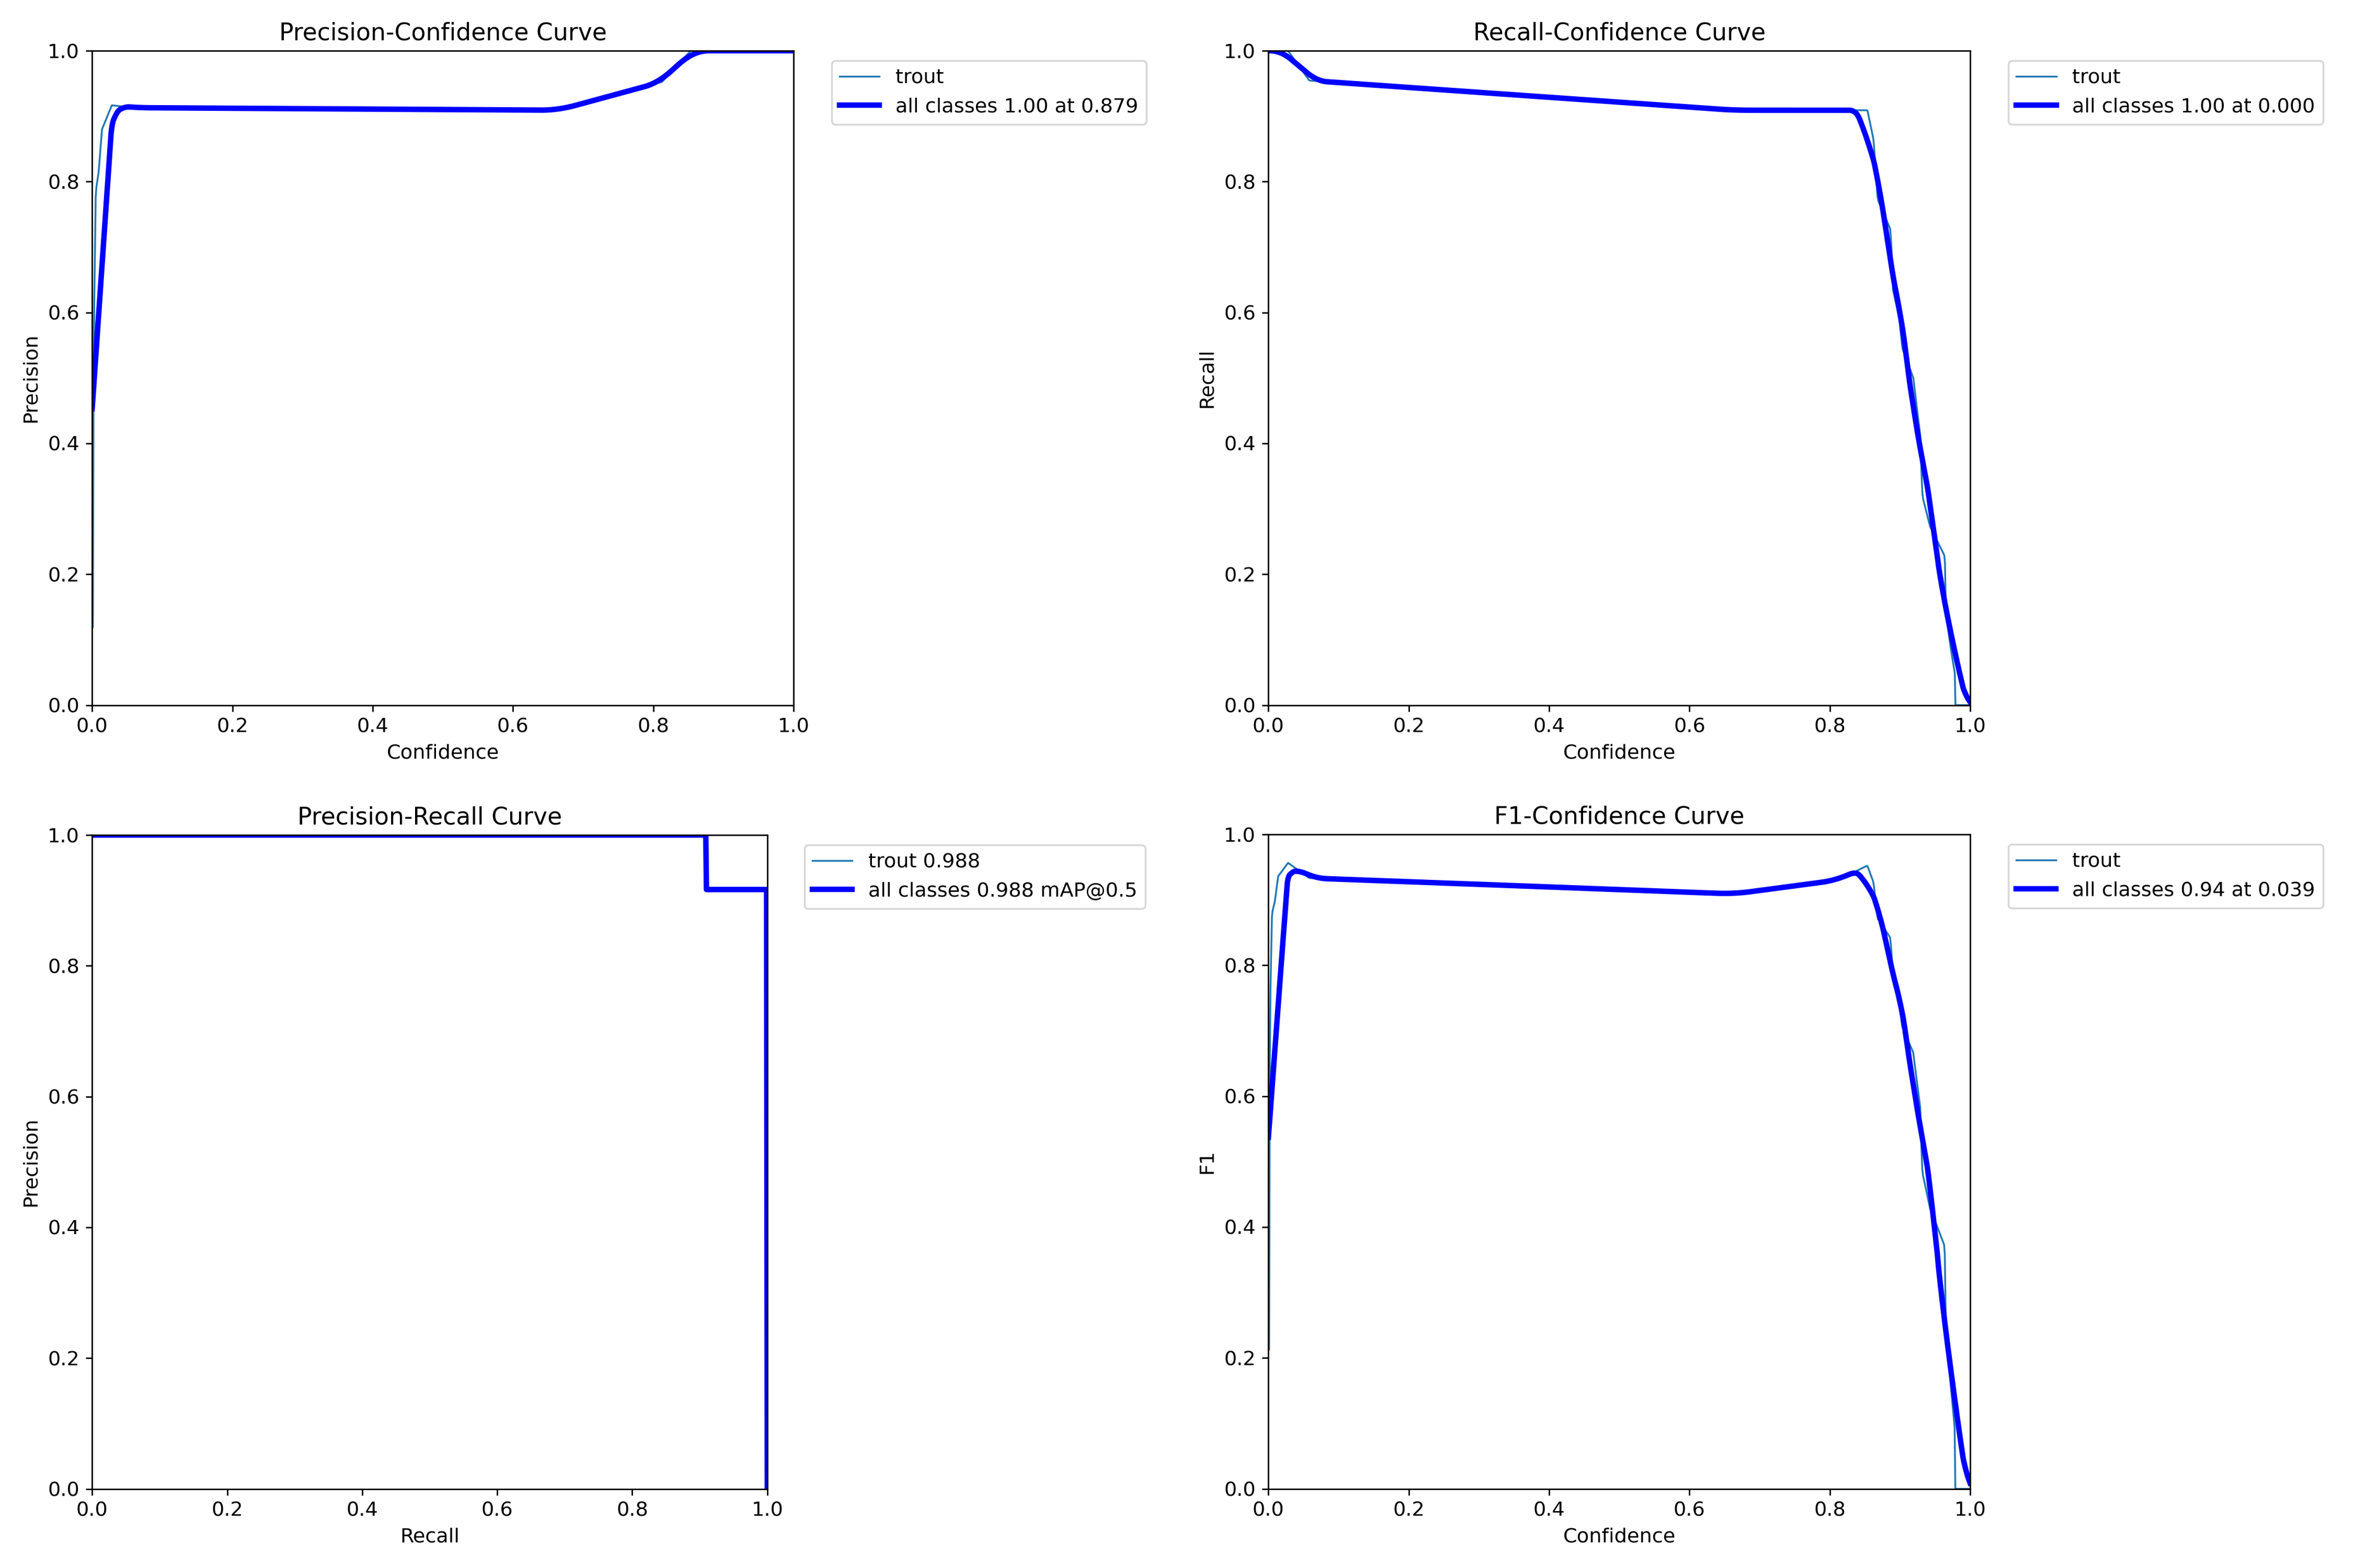 Precision-Confidence Curve
1.0
0.8
0.6
0.4
0.2
0.0
Precision
0.0 0.2 0.4 0.6 0.8 1.0
Confidence
trout
all classes 1.00 at 0.879
Recall-Confidence Curve
1.0
0.8
0.6
0.4
0.2
0.0
Recall
0.0 0.2 0.4 0.6 0.8 1.0
Confidence
trout
all classes 1.00 at 0.000
Precision-Recall Curve
1.0
0.8
0.6
0.4
0.2
0.0
Precision
0.0 0.2 0.4 0.6 0.8 1.0
Recall
trout 0.988
all classes 0.988 mAP@0.5
F1-Confidence Curve
1.0
0.8
0.6
0.4
0.2
0.0
F1
0.0 0.2 0.4 0.6 0.8 1.0
Confidence
trout
all classes 0.94 at 0.039